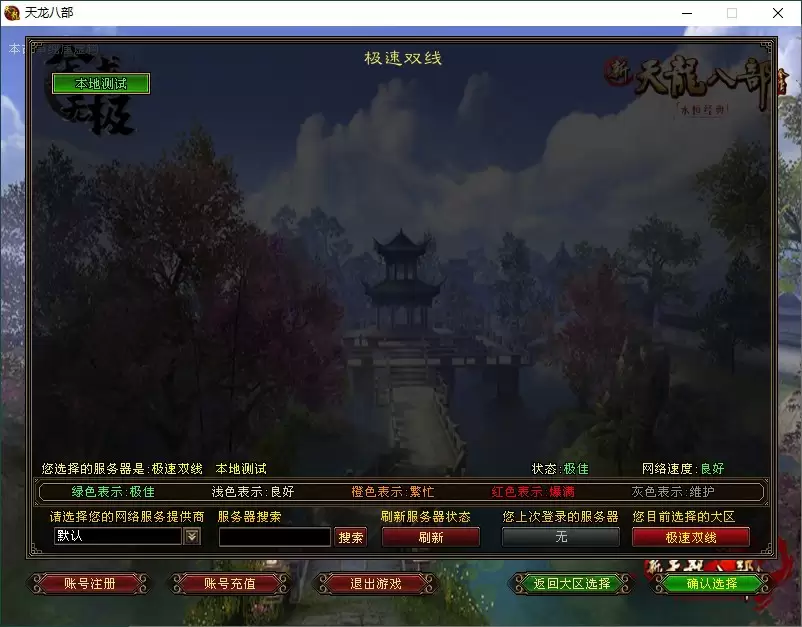 天龙八部
极速双线
本地测试
新天龍八部
永恒经典
无极
您选择的服务器是:极速双线 本地测试 状态:极佳 网络速度:良好
绿色表示:极佳 浅色表示:良好 橙色表示:繁忙 红色表示:爆满 灰色表示:维护
请选择您的网络服务提供商 服务器搜索 刷新服务器状态 您上次登录的服务器 您目前选择的大区
默认 搜索 刷新 无 极速双线
账号注册 账号充值 退出游戏 返回大区选择 确认选择